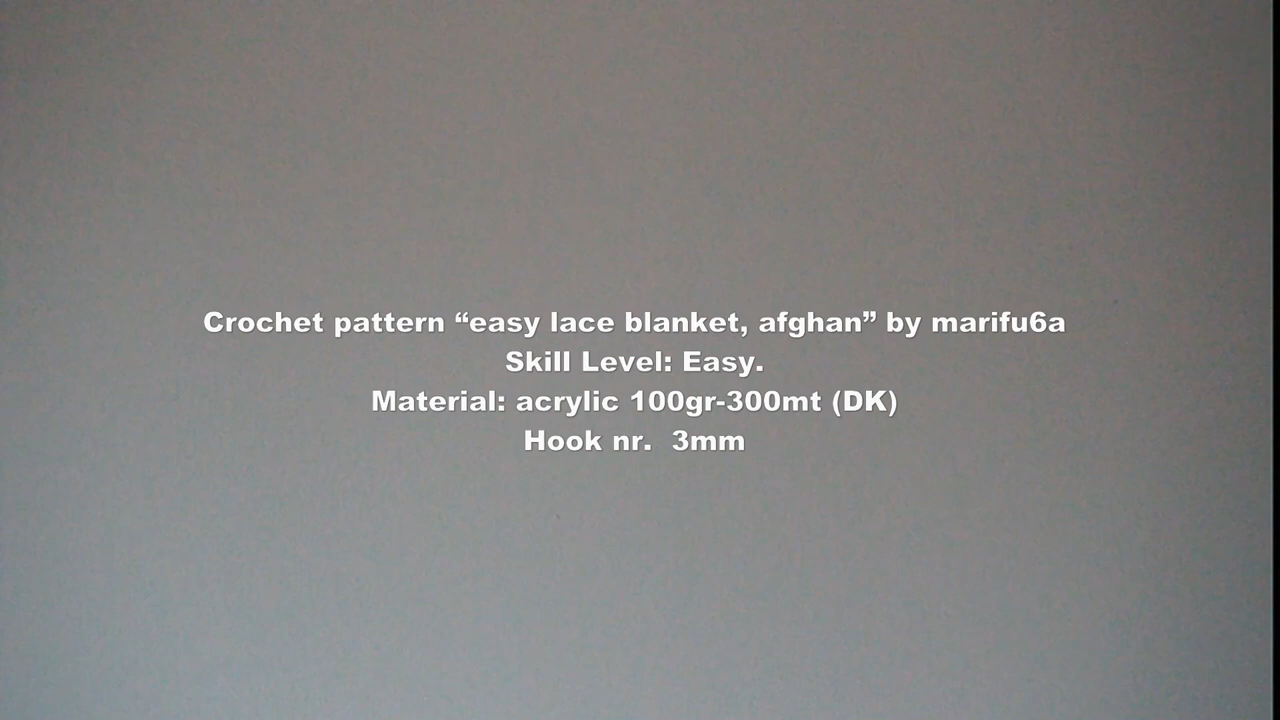 Crochet pattern “easy lace blanket, afghan” by marifu6a
Skill Level: Easy.
Material: acrylic 100gr-300mt (DK)
Hook nr.  3mm